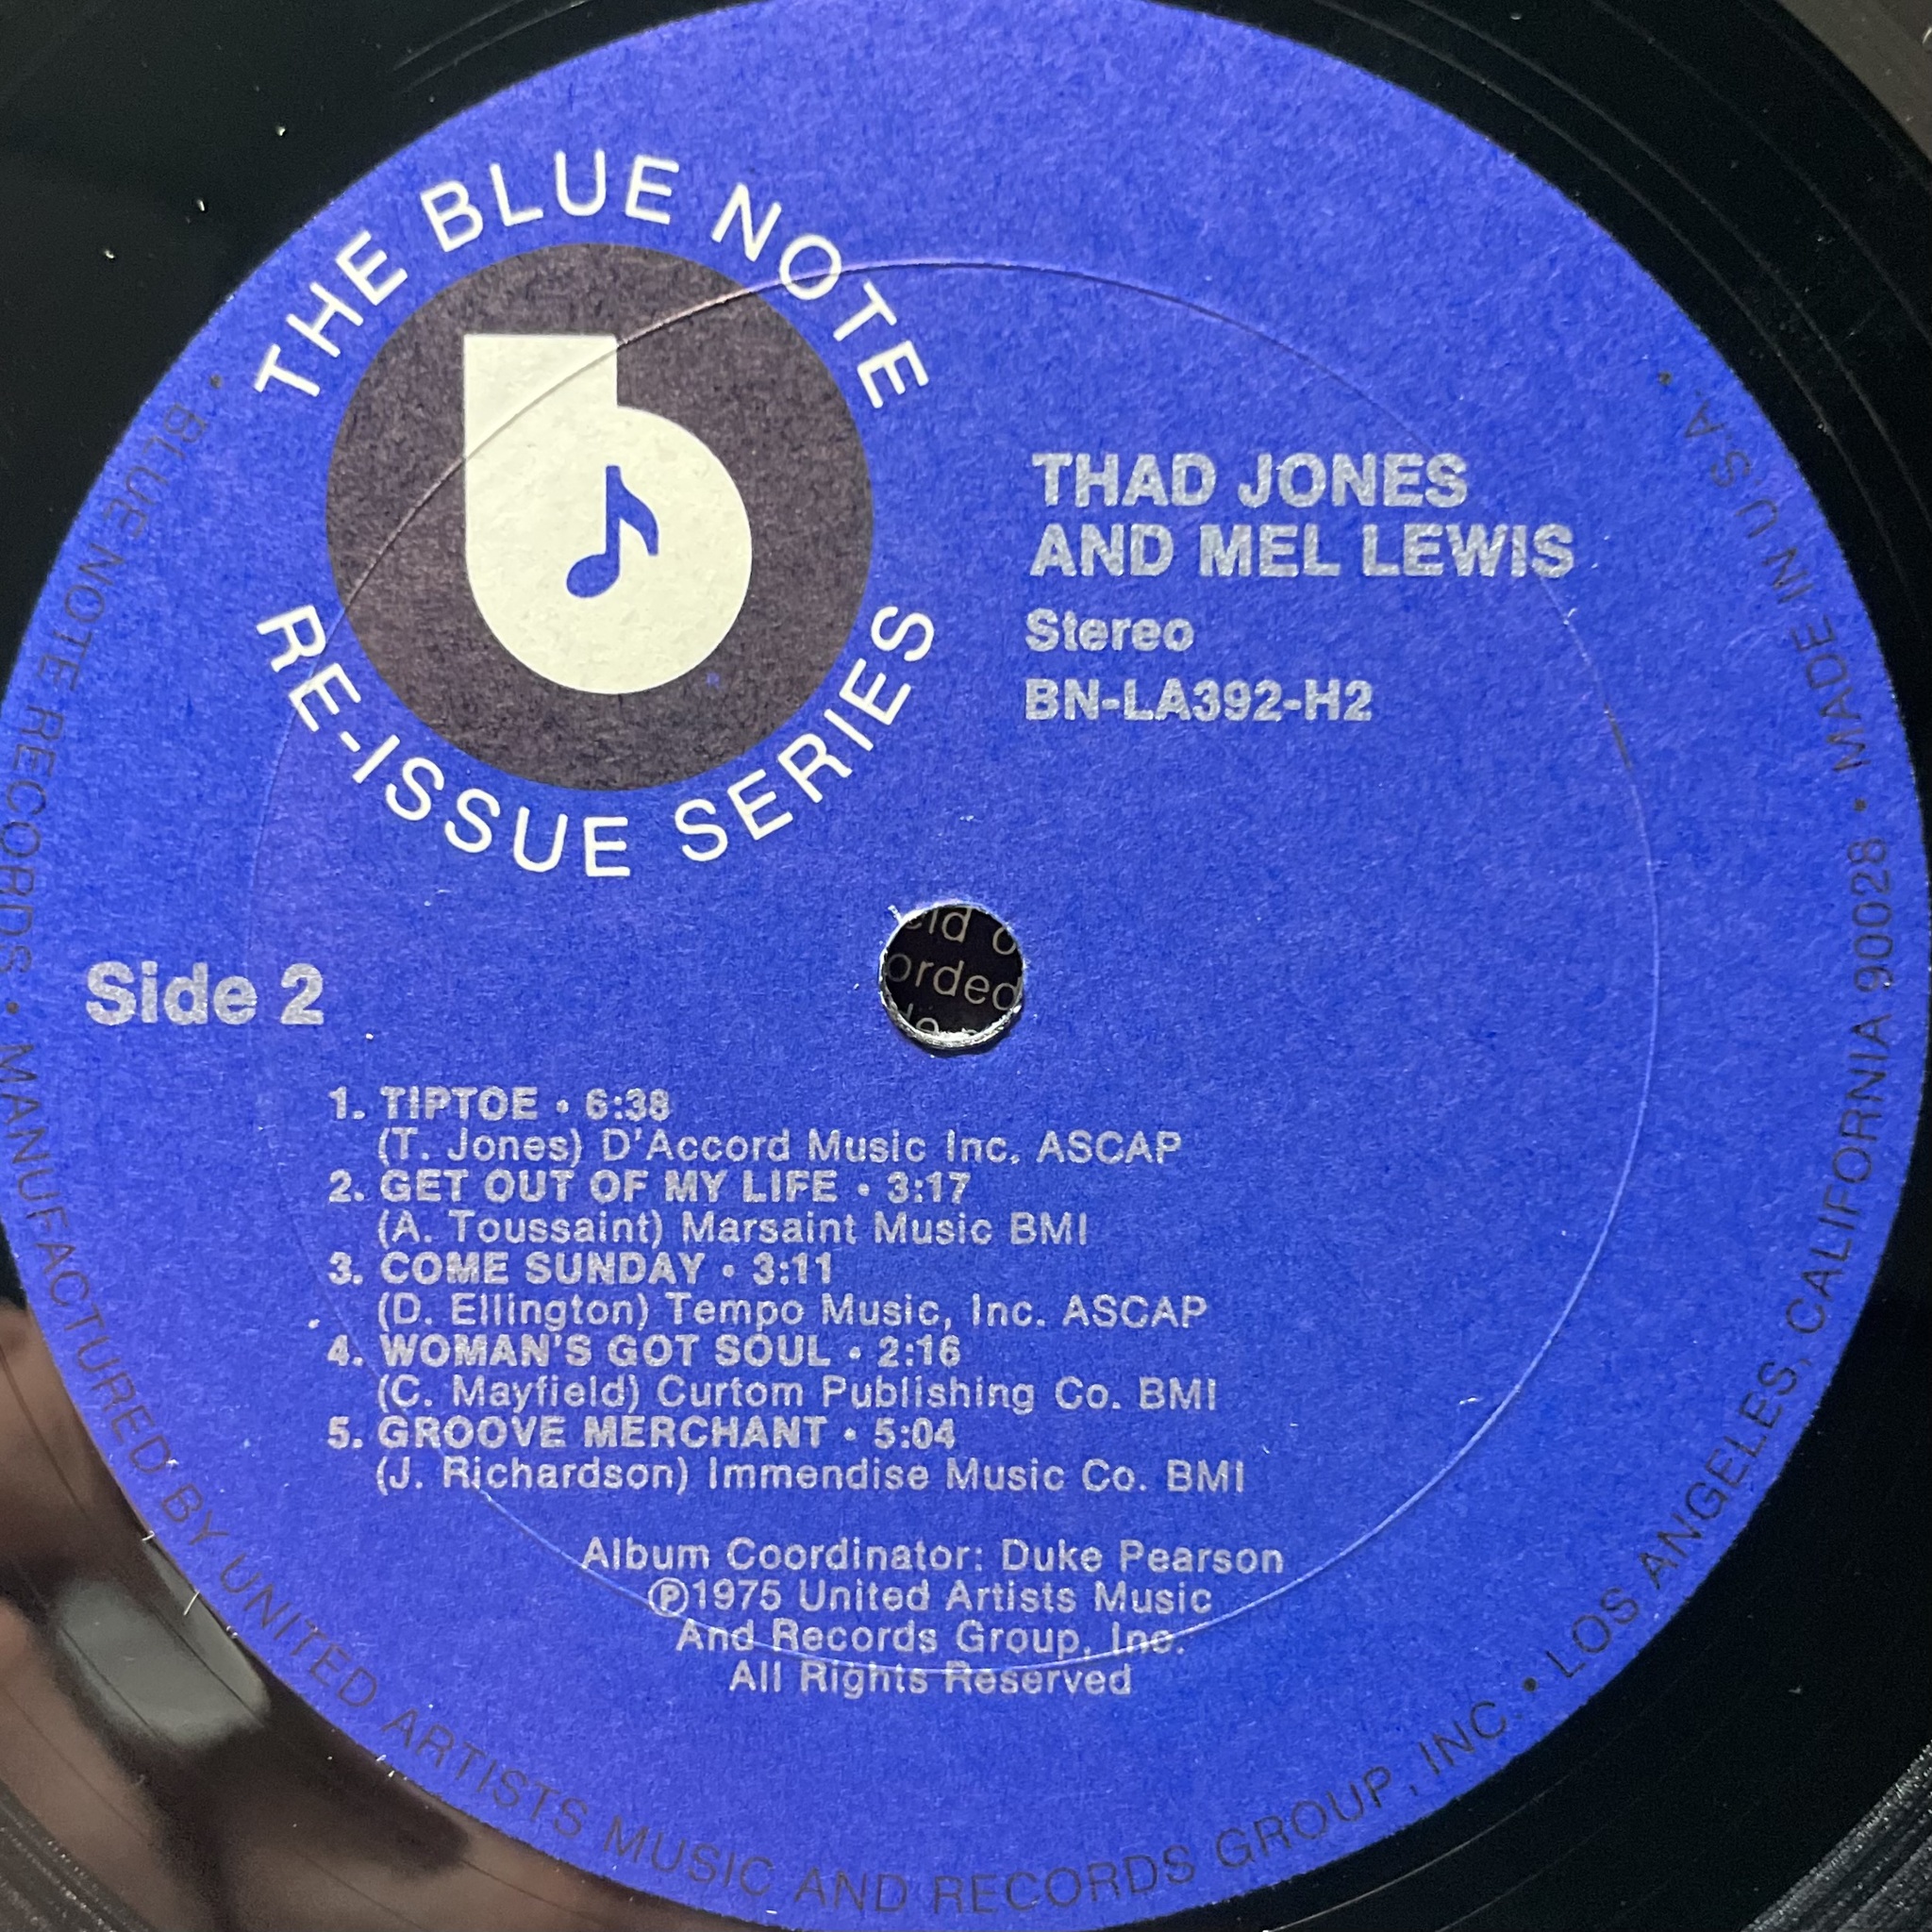 THE BLUE NOTE
RE-ISSUE SERIES
THAD JONES
AND MEL LEWIS
Stereo
BN-LA392-H2
Side 2
orded
1. TIPTOE • 6:38
(T. Jones) D'Accord Music Inc. ASCAP
2. GET OUT OF MY LIFE • 3:17
(A. Toussaint) Marsaint Music BMI
3. COME SUNDAY • 3:11
(D. Ellington) Tempo Music, Inc. ASCAP
4. WOMAN'S GOT SOUL • 2:16
(C. Mayfield) Curtom Publishing Co. BMI
5. GROOVE MERCHANT • 5:04
(J. Richardson) Immendise Music Co. BMI
Album Coordinator: Duke Pearson
Ⓟ1975 United Artists Music
And Records Group, Inc.
All Rights Reserved
• BLUE NOTE RECORDS • MANUFACTURED BY UNITED ARTISTS MUSIC AND RECORDS GROUP, INC. • LOS ANGELES, CALIFORNIA 90028 • MADE IN U.S.A. •